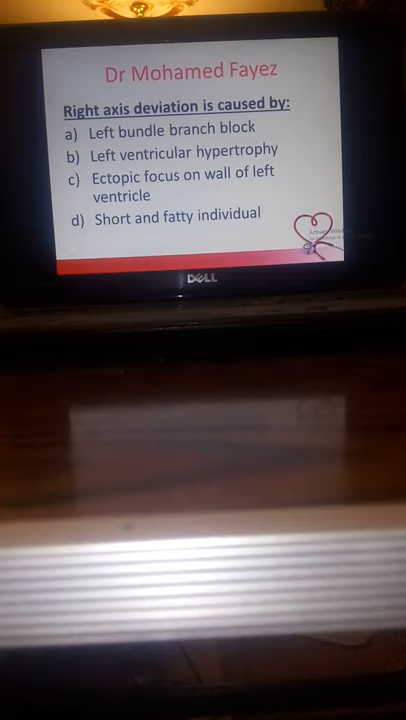 Dr Mohamed Fayez
Right axis deviation is caused by:
a) Left bundle branch block
b) Left ventricular hypertrophy
c) Ectopic focus on wall of left
ventricle
d) Short and fatty individual
DELL